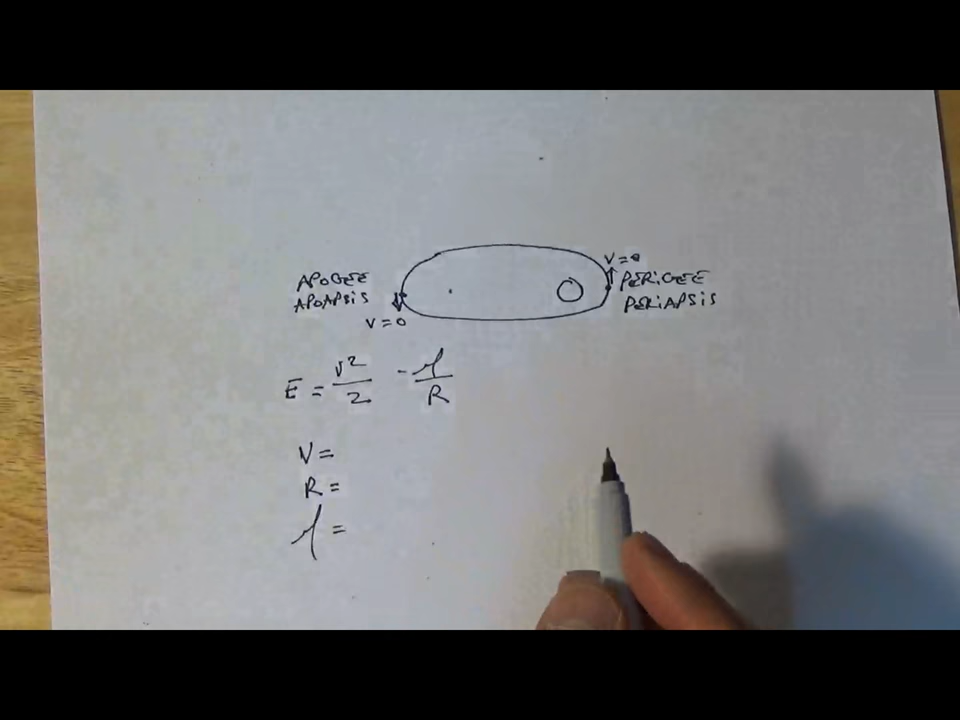 V=0
APOGEE PERIGEE
APOAPSIS PERIAPSIS
V=0
E = V²/2 - μ/R
V =
R =
μ =